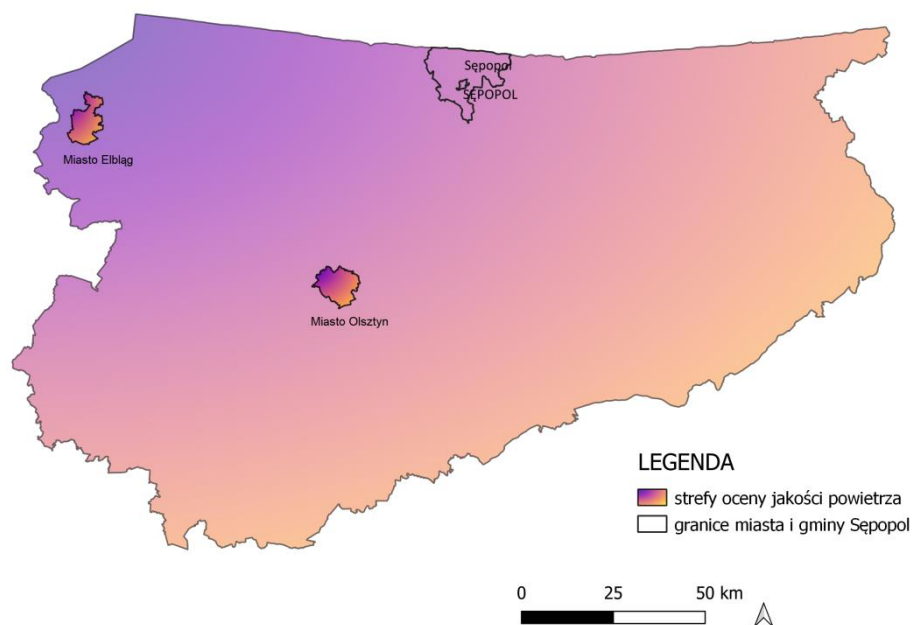 Sępopol
SĘPOPOL
Miasto Elbląg
Miasto Olsztyn
LEGENDA
strefy oceny jakości powietrza
granice miasta i gminy Sępopol
0 25 50 km